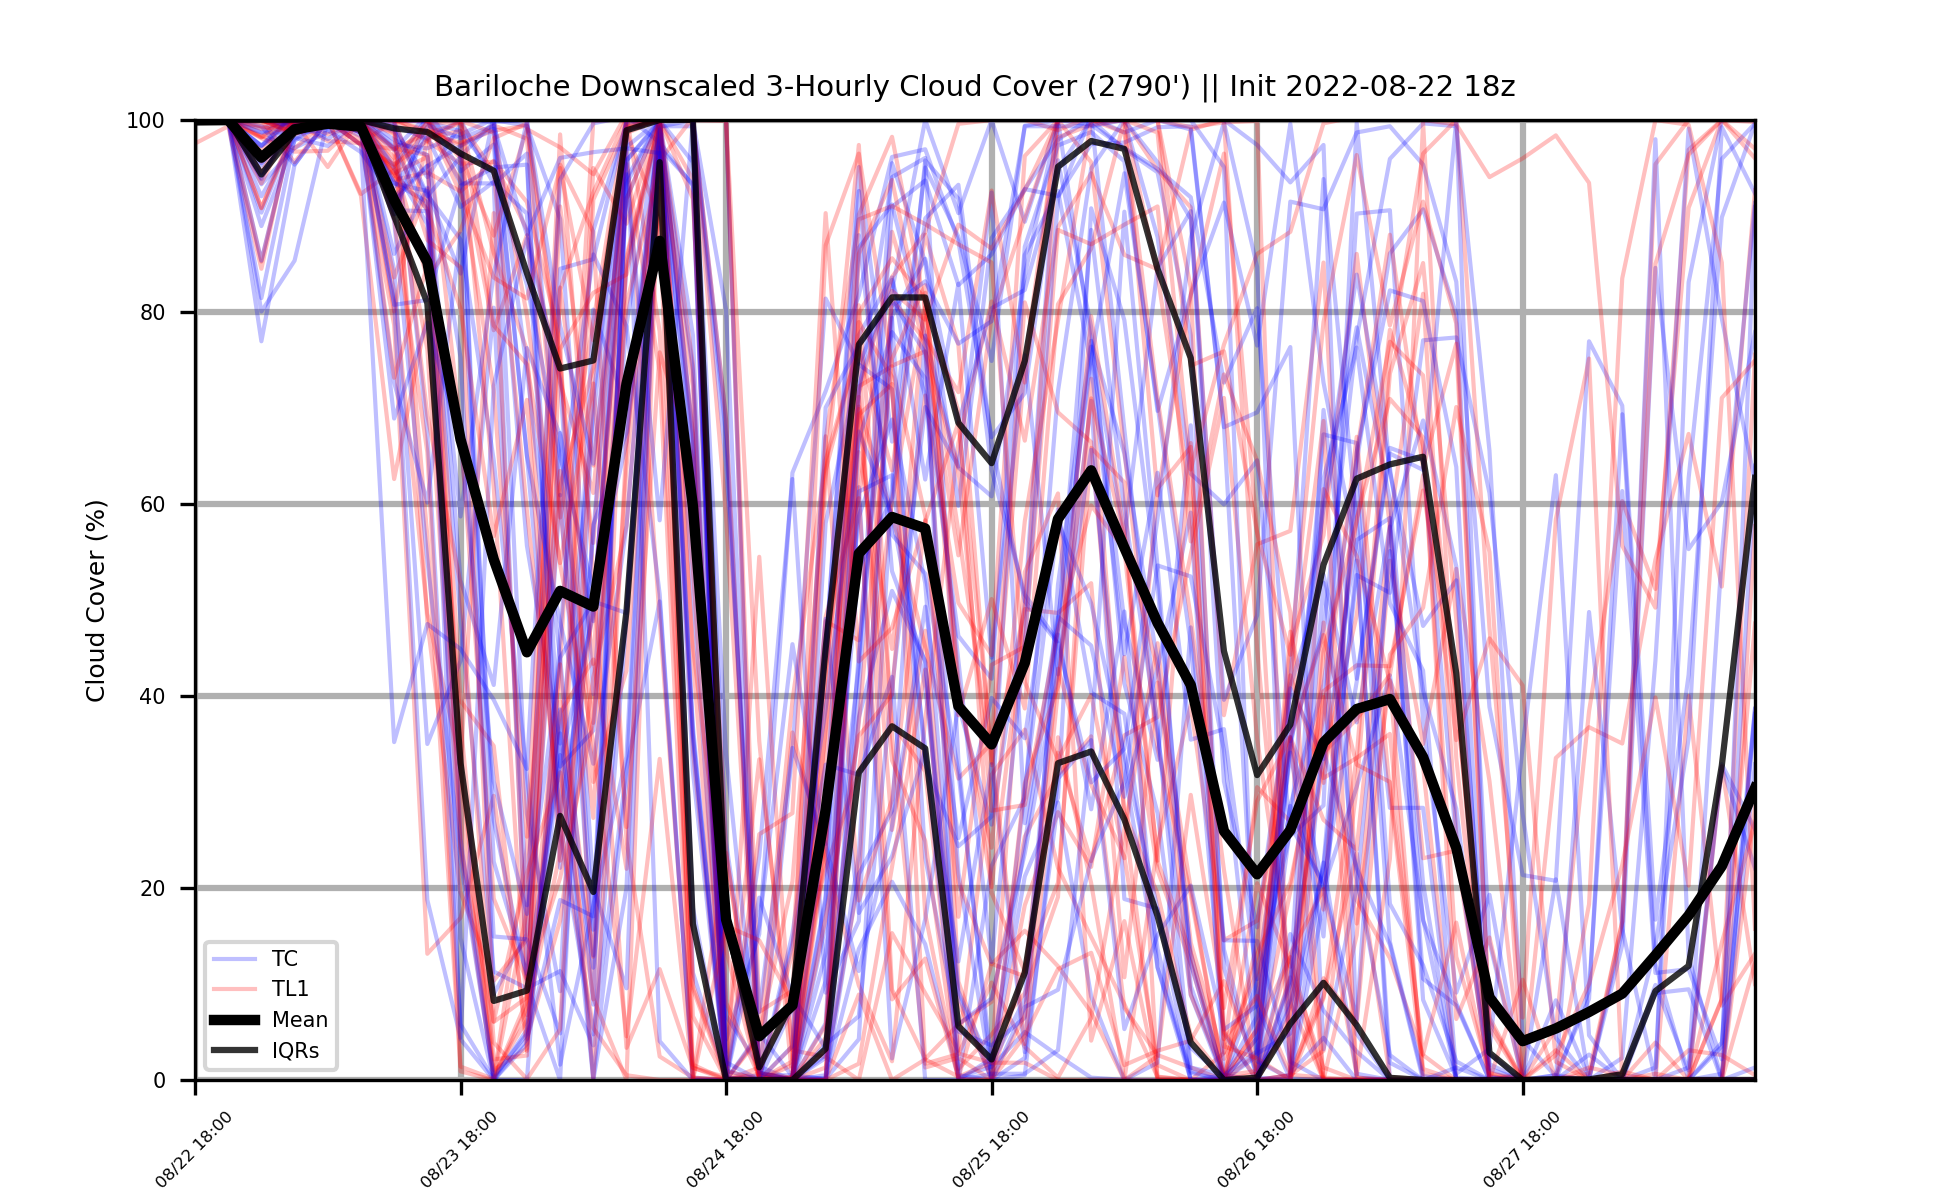 Bariloche Downscaled 3-Hourly Cloud Cover (2790') || Init 2022-08-22 18z
Cloud Cover (%)
100
80
60
40
20
0
TC
TL1
Mean
IQRs
08/22 18:00
08/23 18:00
08/24 18:00
08/25 18:00
08/26 18:00
08/27 18:00